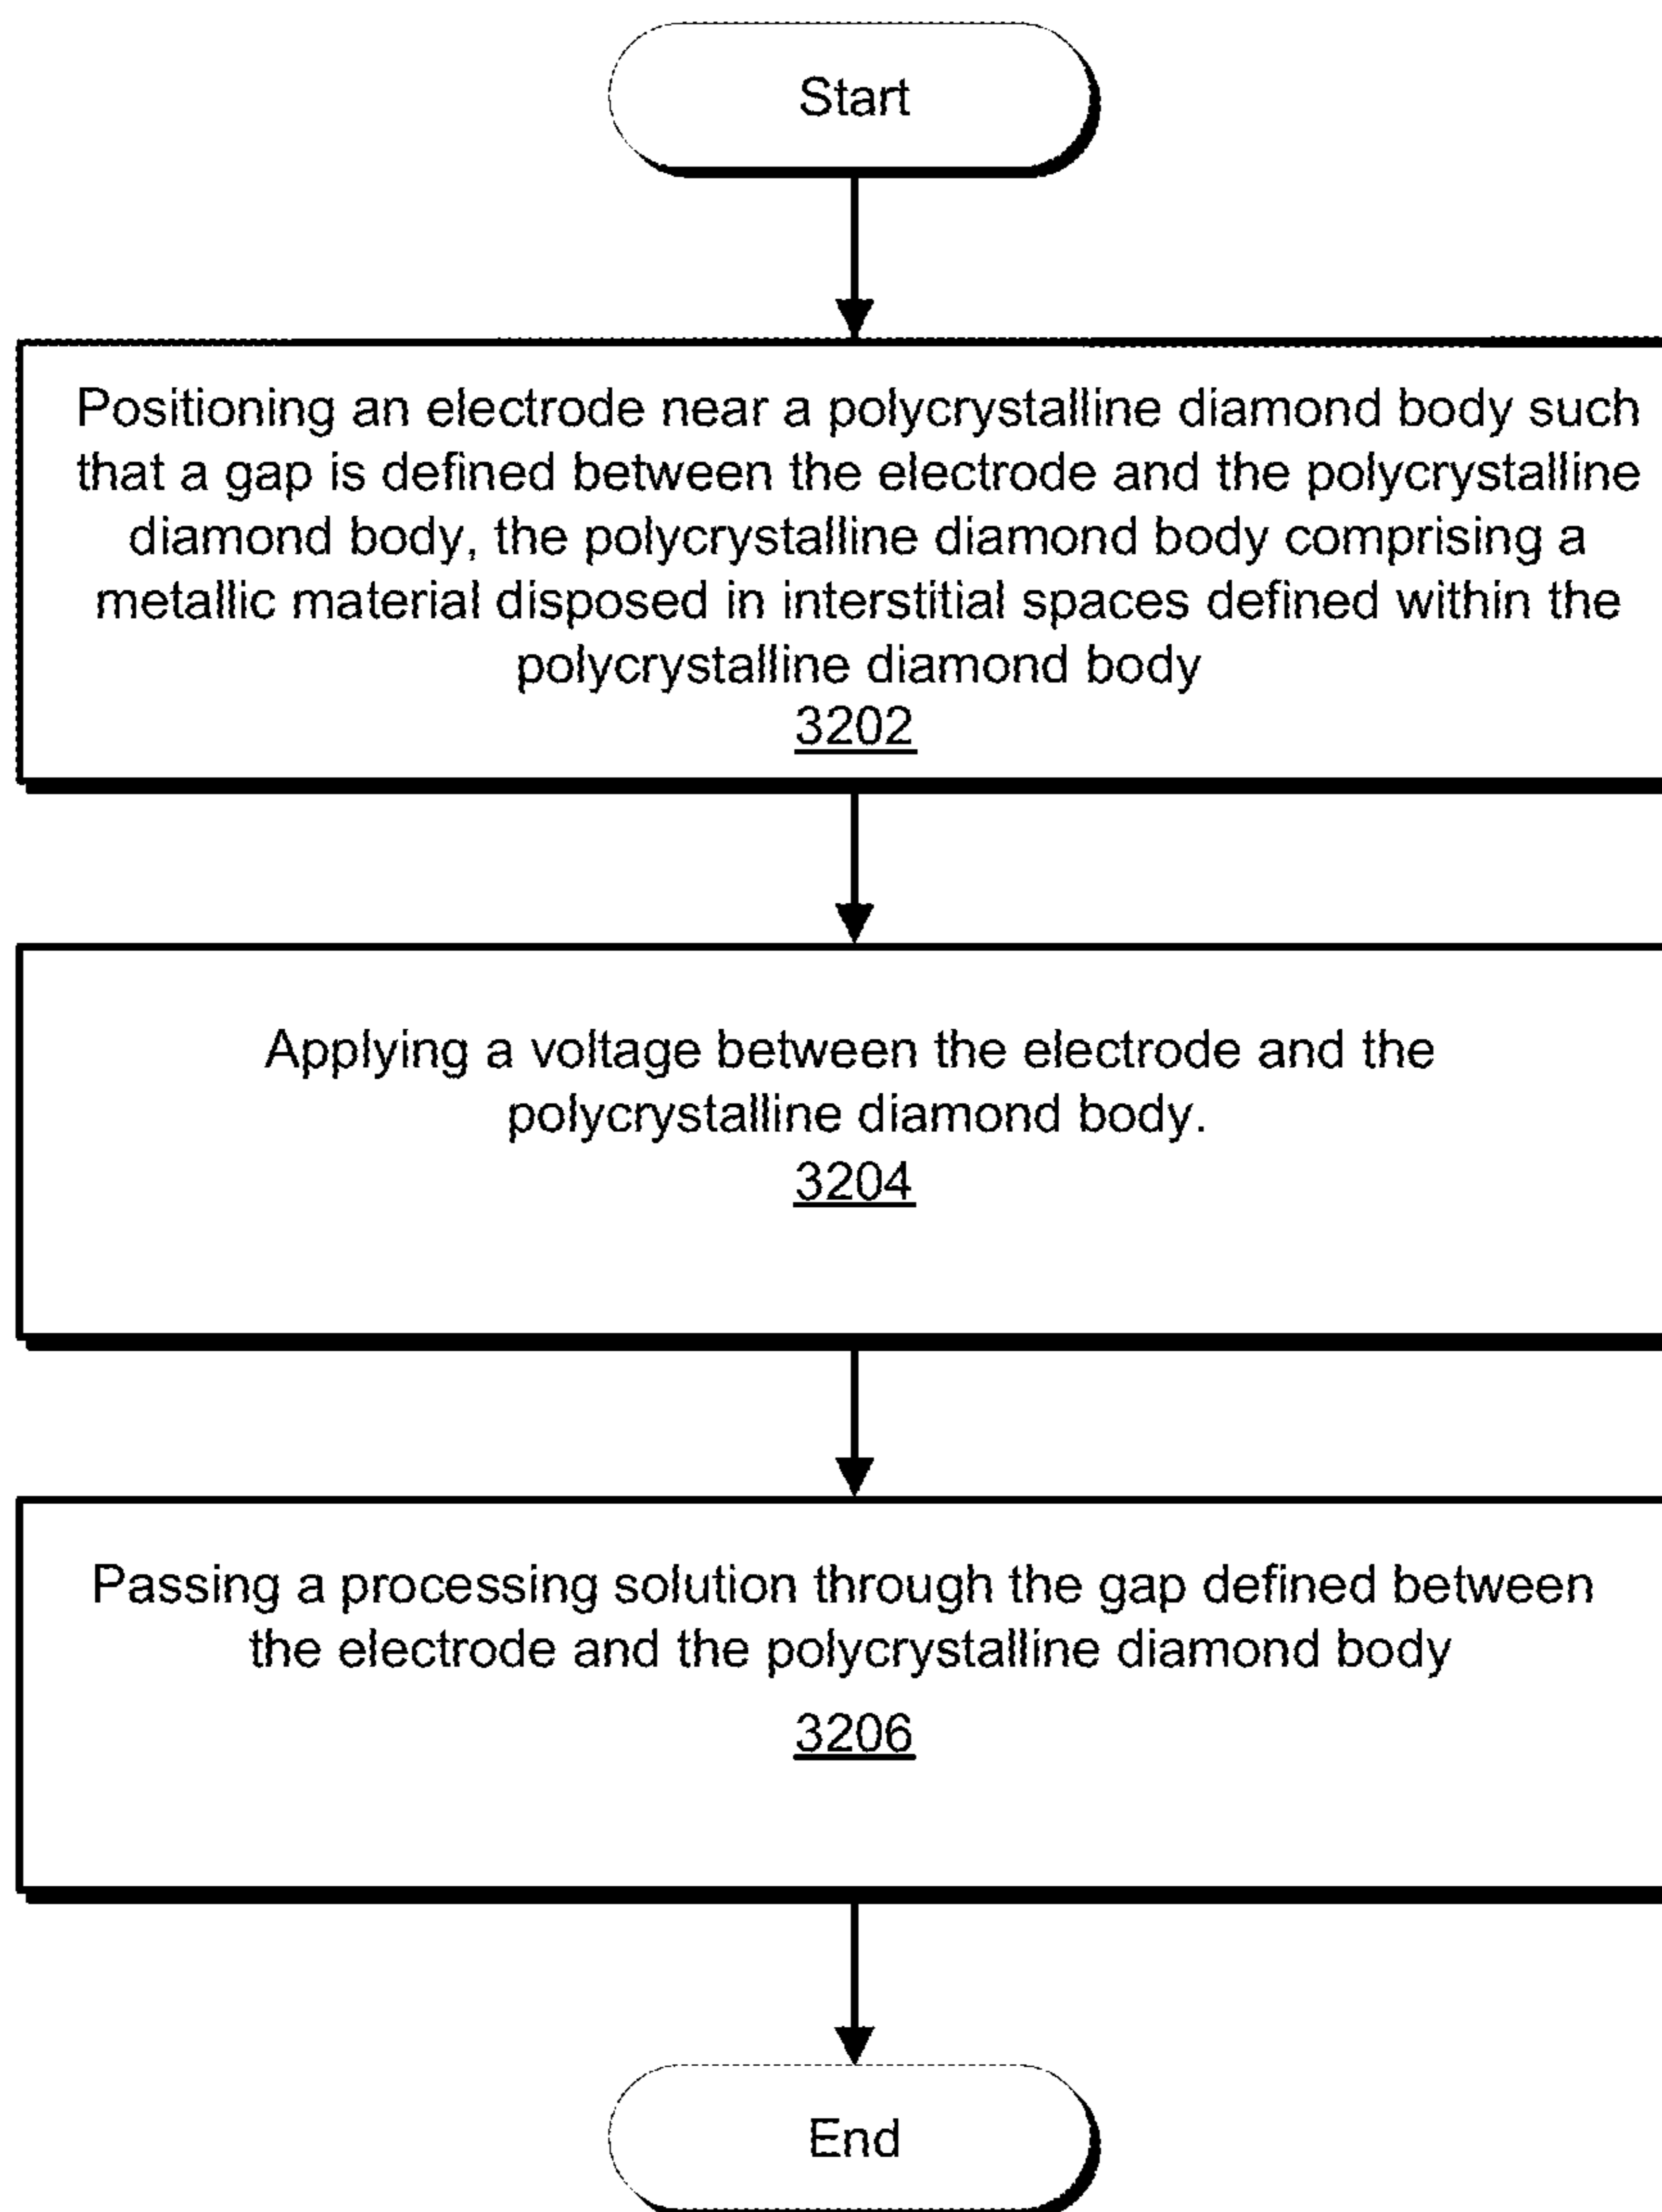 Start
Positioning an electrode near a polycrystalline diamond body such
that a gap is defined between the electrode and the polycrystalline
diamond body, the polycrystalline diamond body comprising a
metallic material disposed in interstitial spaces defined within the
polycrystalline diamond body
3202
Applying a voltage between the electrode and the
polycrystalline diamond body.
3204
Passing a processing solution through the gap defined between
the electrode and the polycrystalline diamond body
3206
End